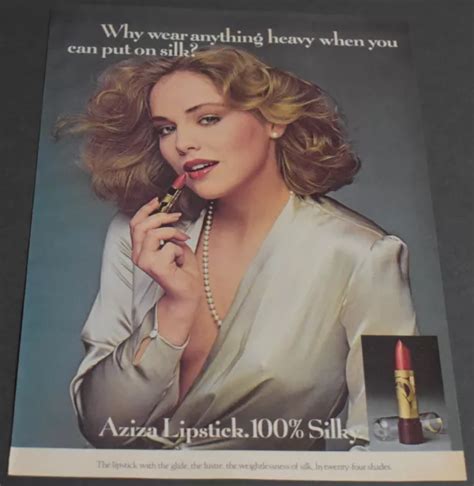 Why wear anything heavy when you
can put on silk?
Aziza Lipstick. 100% Silky
The lipstick with the glide, the lustre, the weightlessness of silk, by twenty-four shades.